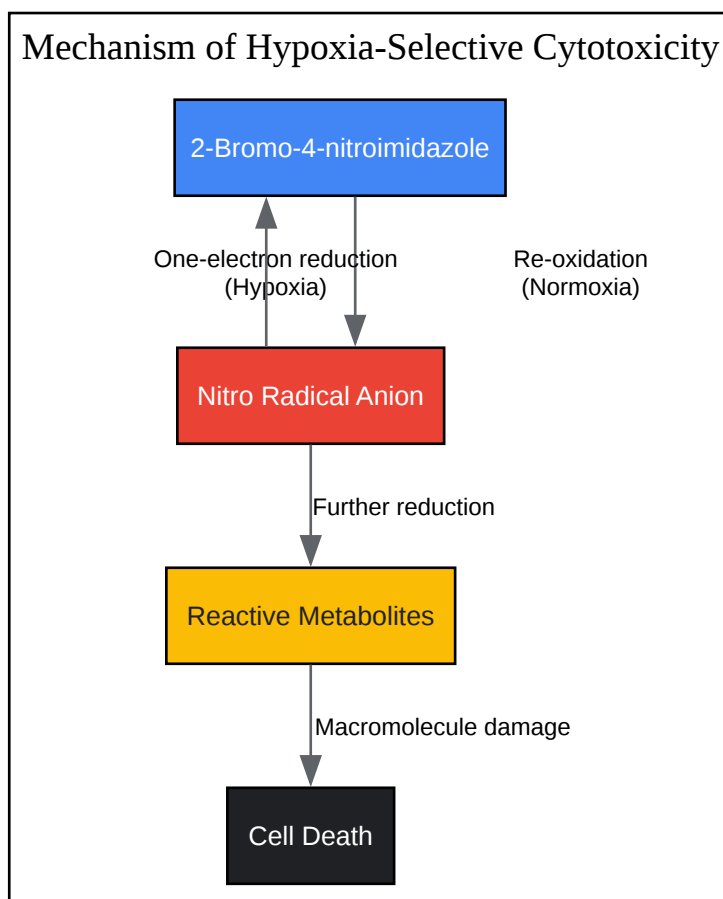 Mechanism of Hypoxia-Selective Cytotoxicity
2-Bromo-4-nitroimidazole
One-electron reduction
(Hypoxia)
Re-oxidation
(Normoxia)
Nitro Radical Anion
Further reduction
Reactive Metabolites
Macromolecule damage
Cell Death